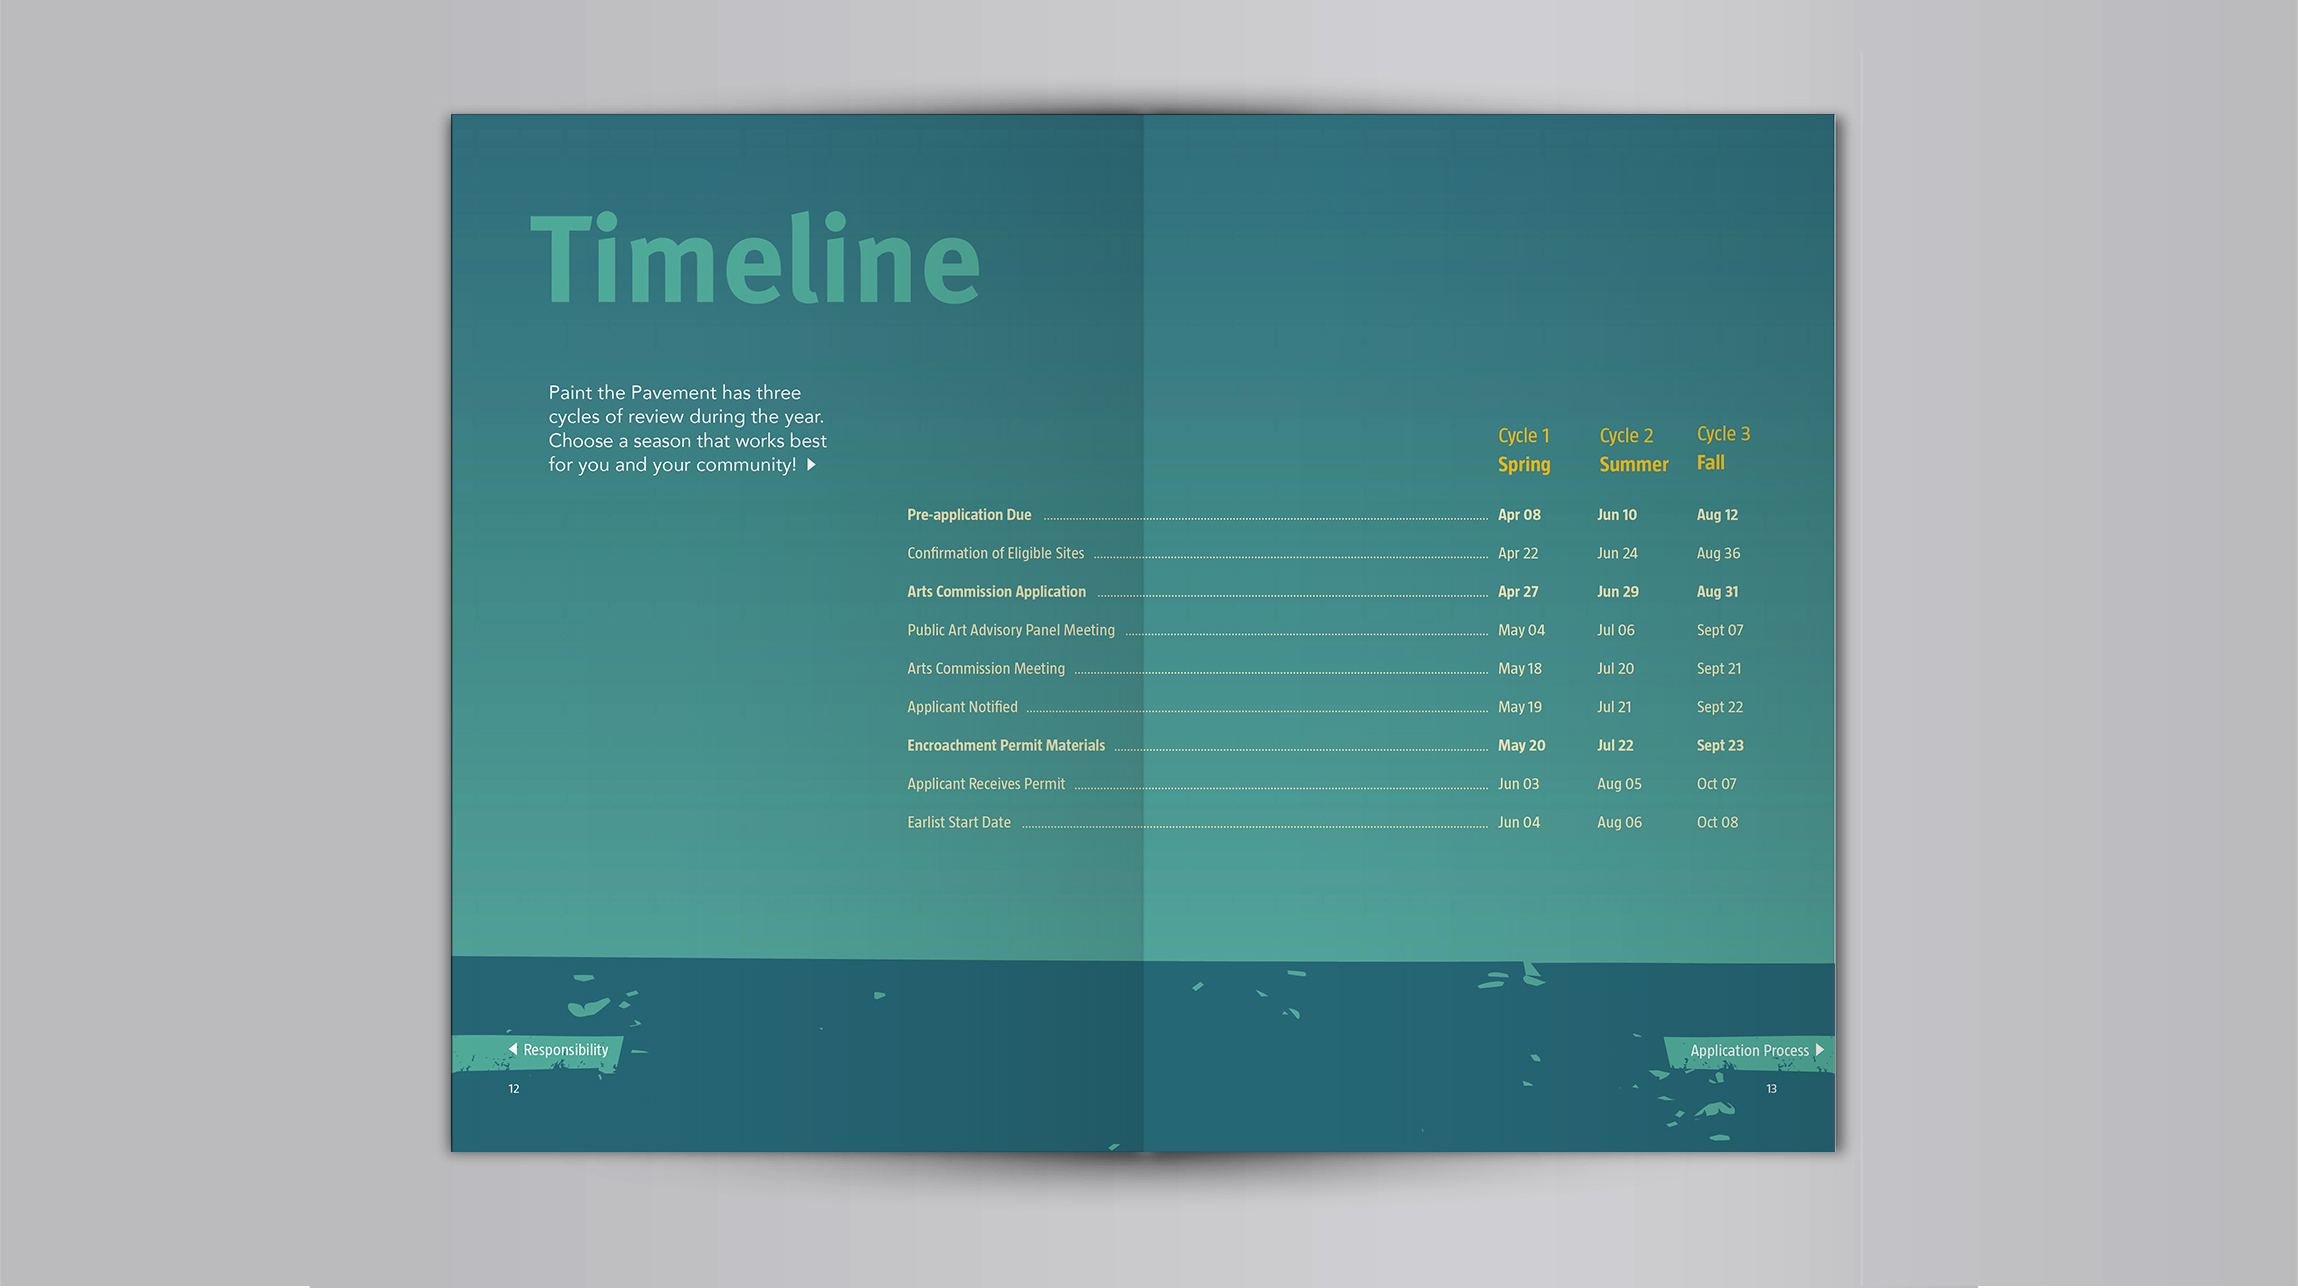 Timeline
Paint the Pavement has three
cycles of review during the year.
Choose a season that works best
for you and your community!
Cycle 1 Cycle 2 Cycle 3
Spring Summer Fall
Pre-application Due Apr 08 Jun 10 Aug 12
Confirmation of Eligible Sites Apr 22 Jun 24 Aug 36
Arts Commission Application Apr 27 Jun 29 Aug 31
Public Art Advisory Panel Meeting May 04 Jul 06 Sept 07
Arts Commission Meeting May 18 Jul 20 Sept 21
Applicant Notified May 19 Jul 21 Sept 22
Encroachment Permit Materials May 20 Jul 22 Sept 23
Applicant Receives Permit Jun 03 Aug 05 Oct 07
Earlist Start Date Jun 04 Aug 06 Oct 08
Responsibility
Application Process
12
13